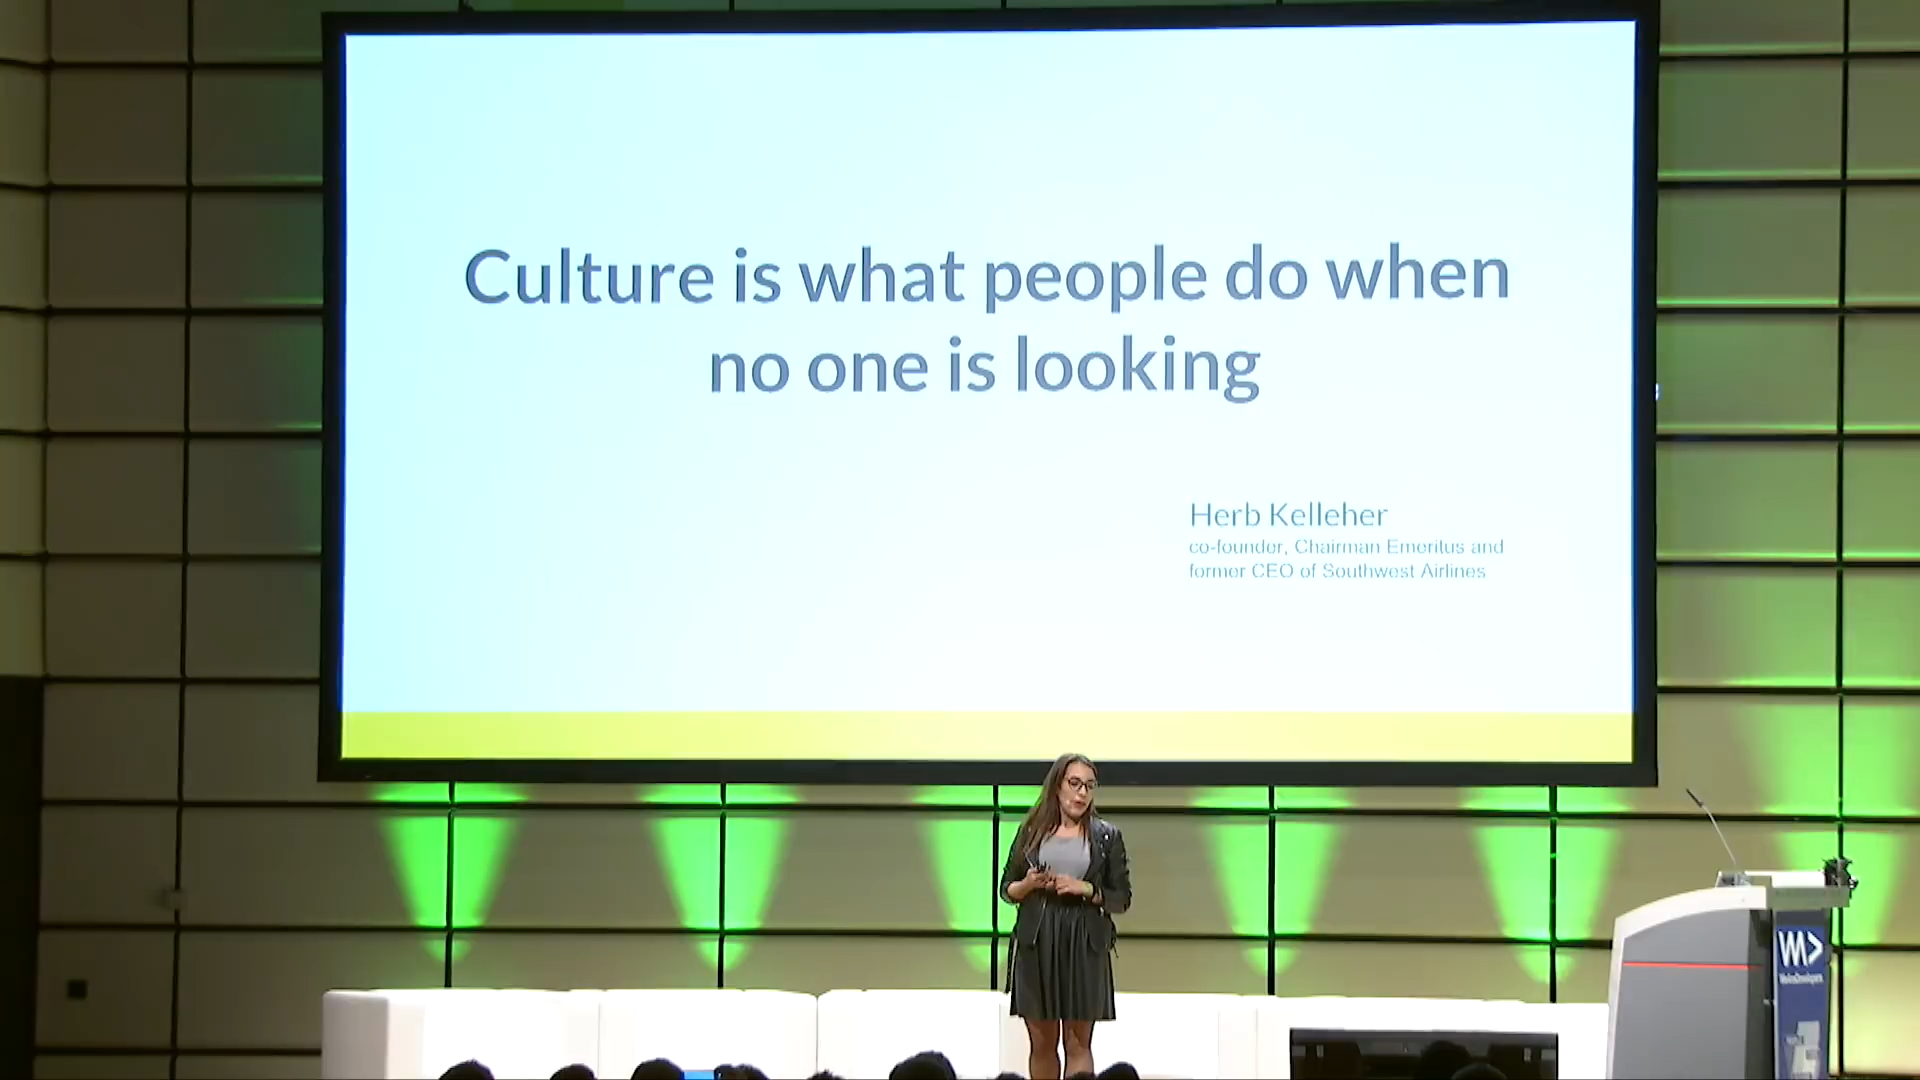 Culture is what people do when
no one is looking
Herb Kelleher
co-founder, Chairman Emeritus and
former CEO of Southwest Airlines
WeAreDevelopers